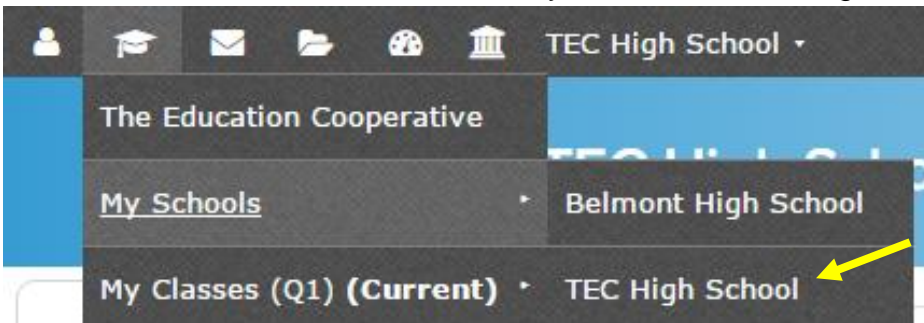 TEC High School
The Education Cooperative
My Schools
Belmont High School
My Classes (Q1) (Current)
TEC High School